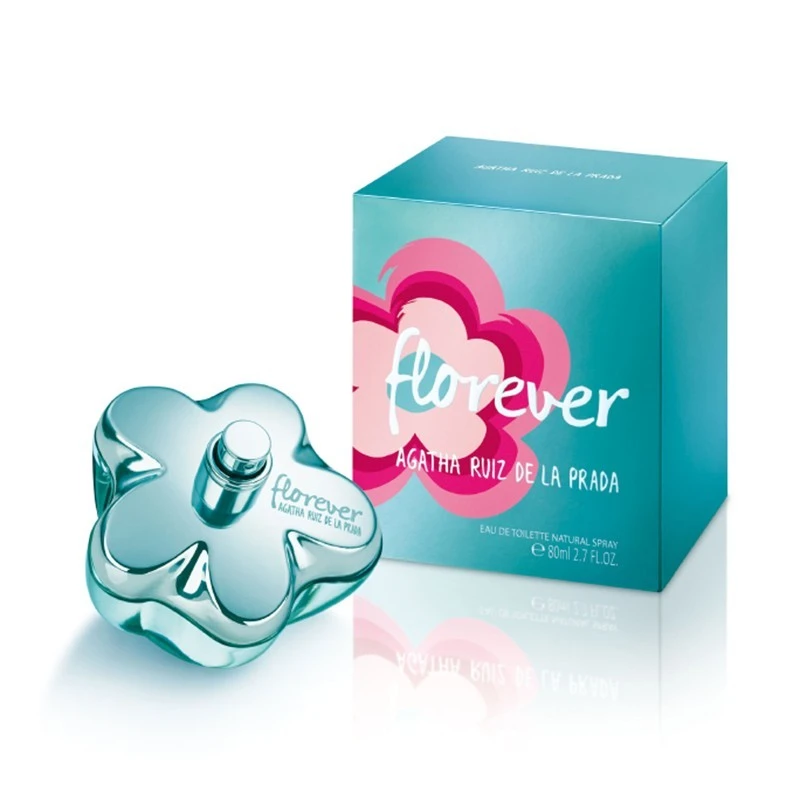 AGATHA RUIZ DE LA PRADA
florever
AGATHA RUIZ DE LA PRADA
EAU DE TOILETTE NATURAL SPRAY
℮ 80ml 2.7 FL.OZ.
florever
AGATHA RUIZ DE LA PRADA